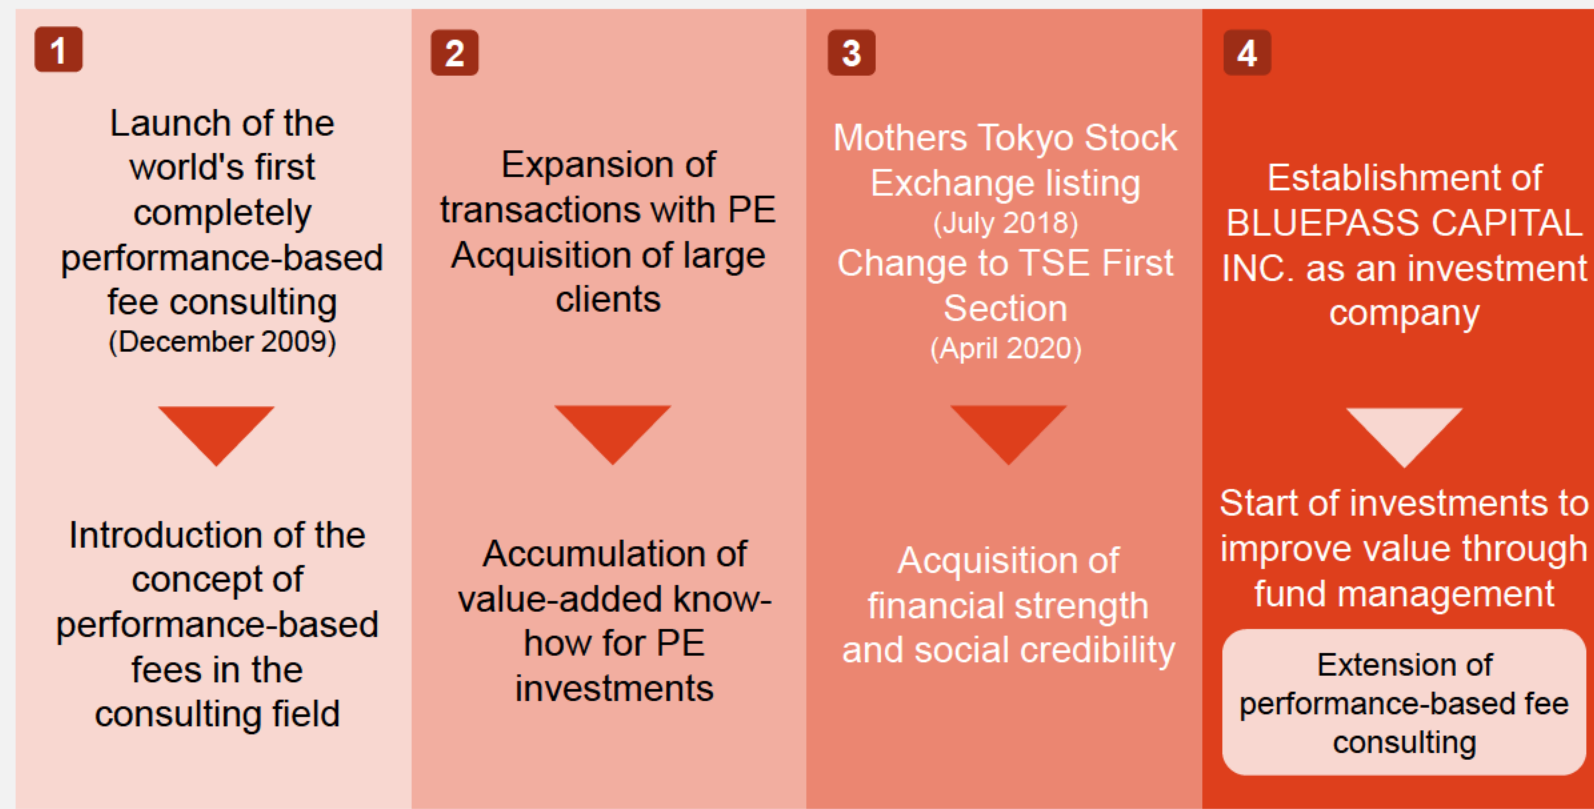 1
Launch of the
world's first
completely
performance-based
fee consulting
(December 2009)
Introduction of the
concept of
performance-based
fees in the
consulting field
2
Expansion of
transactions with PE
Acquisition of large
clients
Accumulation of
value-added know-
how for PE
investments
3
Mothers Tokyo Stock
Exchange listing
(July 2018)
Change to TSE First
Section
(April 2020)
Acquisition of
financial strength
and social credibility
4
Establishment of
BLUEPASS CAPITAL
INC. as an investment
company
Start of investments to
improve value through
fund management
Extension of
performance-based fee
consulting